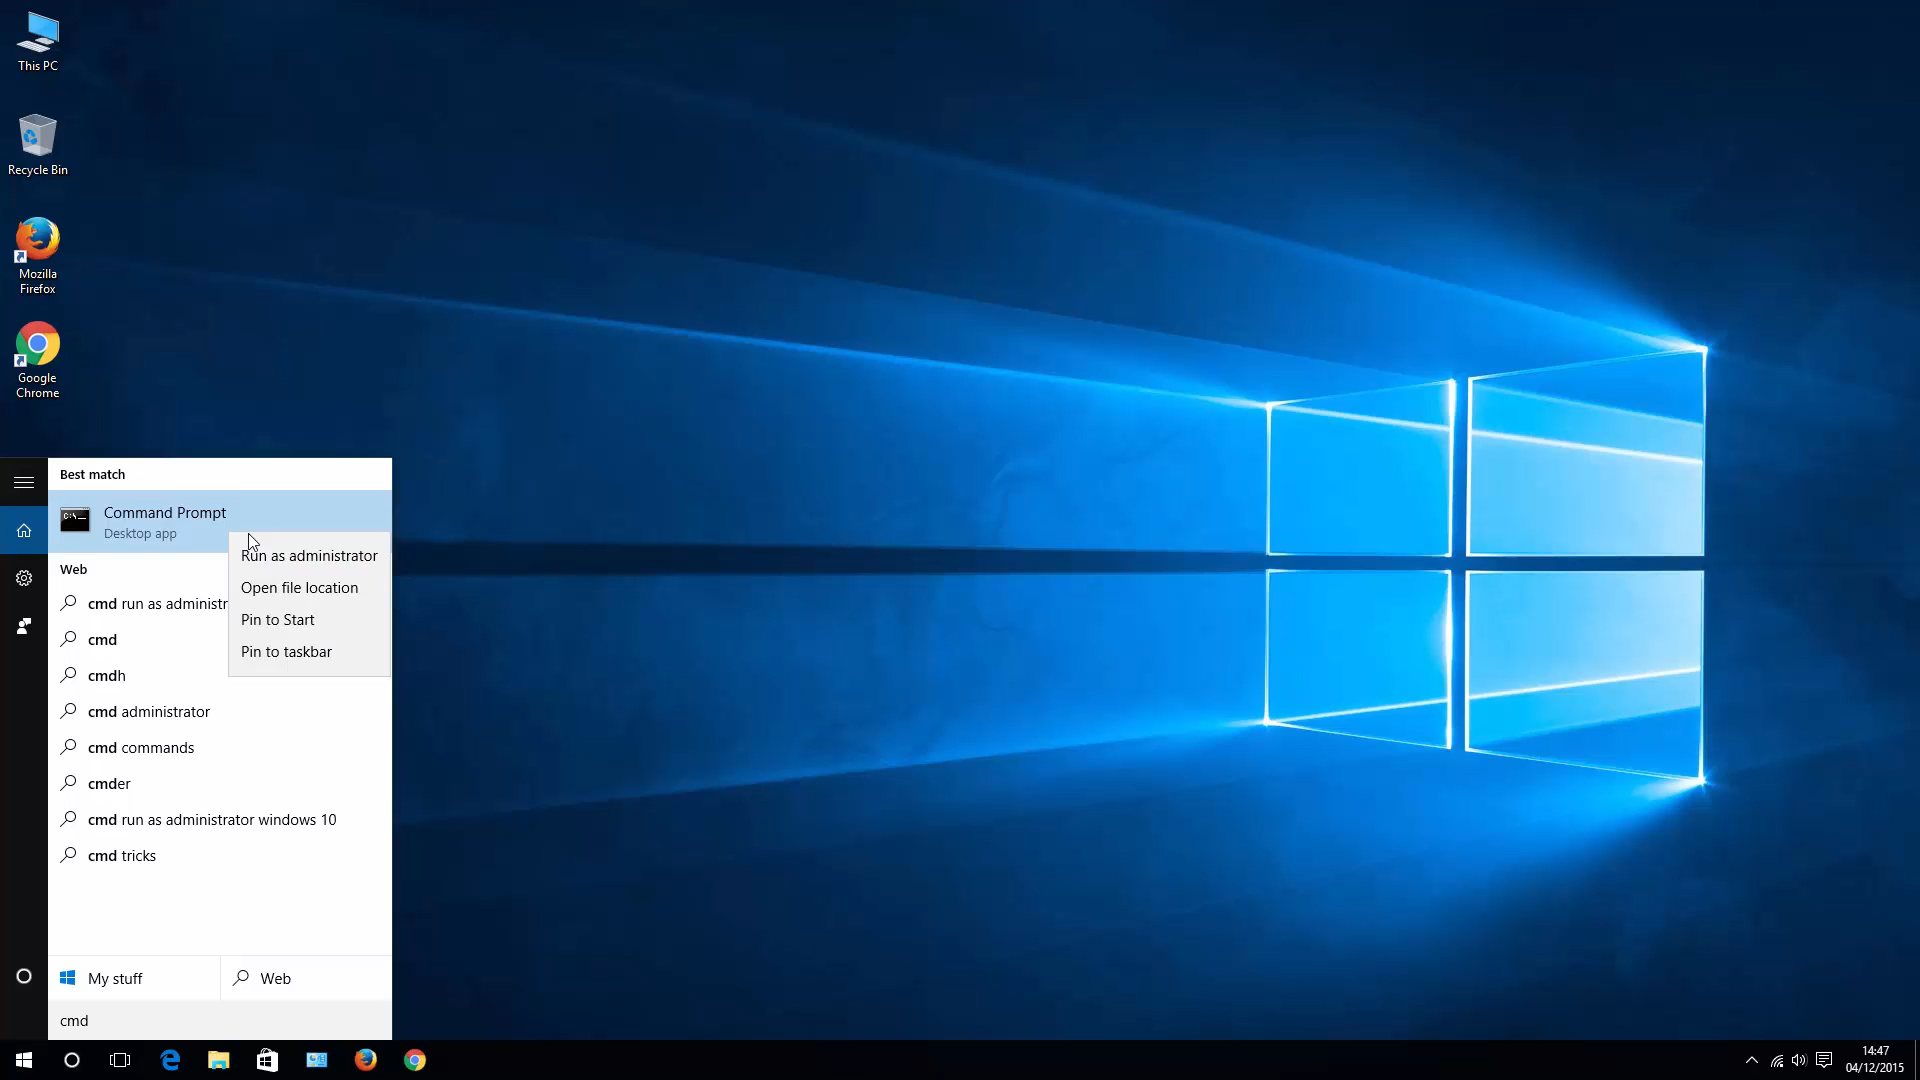 This PC
Recycle Bin
Mozilla
Firefox
Google
Chrome
Best match
Command Prompt
Desktop app
Run as administrator
Open file location
Pin to Start
Pin to taskbar
Web
cmd run as administr
cmd
cmdh
cmd administrator
cmd commands
cmder
cmd run as administrator windows 10
cmd tricks
My stuff
Web
cmd
14:47
04/12/2015